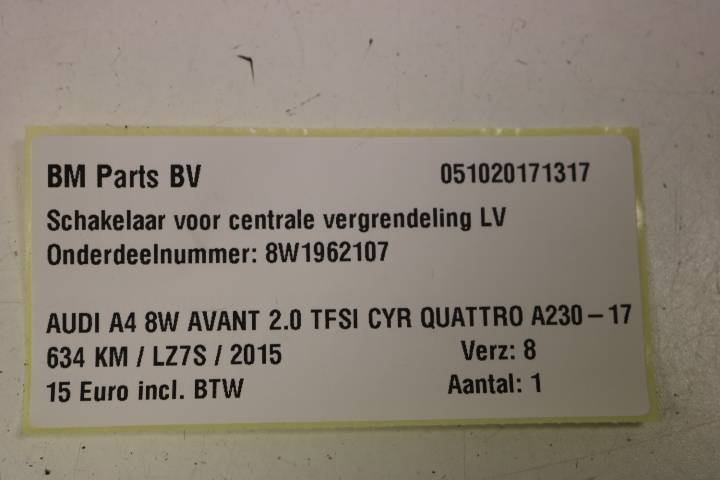 BM Parts BV 051020171317
Schakelaar voor centrale vergrendeling LV
Onderdeelnummer: 8W1962107
AUDI A4 8W AVANT 2.0 TFSI CYR QUATTRO A230-17
634 KM / LZ7S / 2015 Verz: 8
15 Euro incl. BTW Aantal: 1